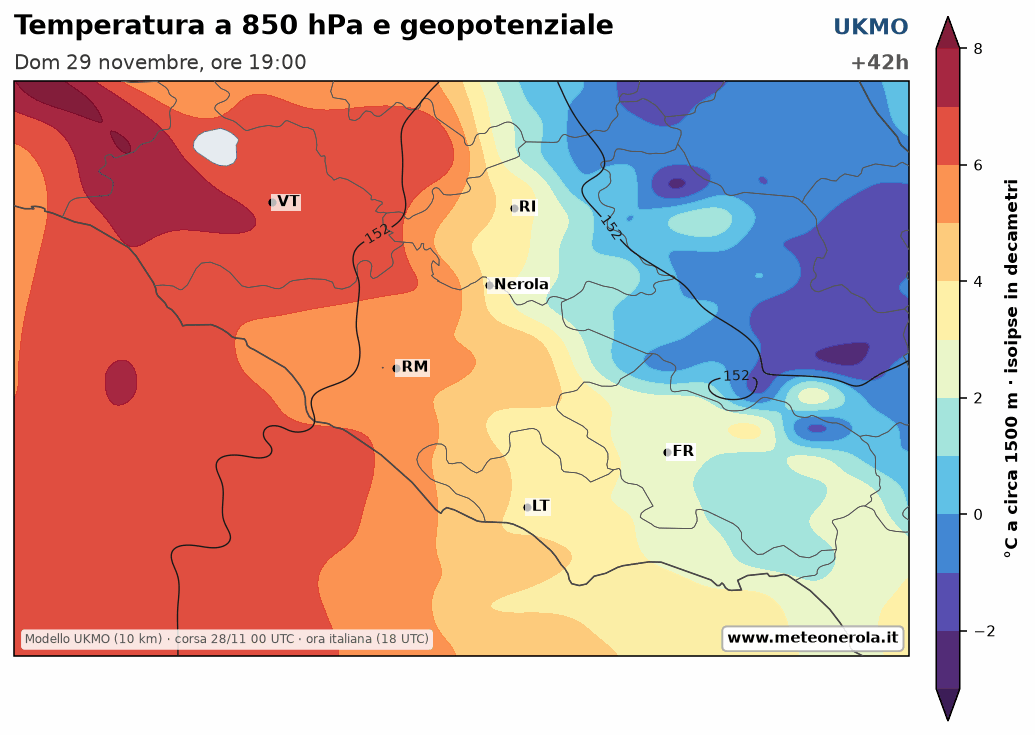 Temperatura a 850 hPa e geopotenziale
UKMO
Dom 29 novembre, ore 19:00
+42h
VT
RI
152
152
Nerola
RM
152
FR
LT
Modello UKMO (10 km) · corsa 28/11 00 UTC · ora italiana (18 UTC)
www.meteonerola.it
8
6
4
2
0
−2
°C a circa 1500 m · isoipse in decametri